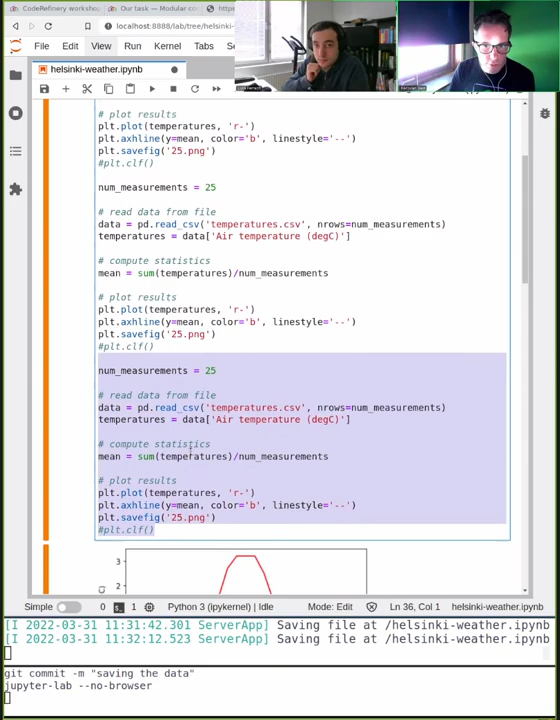 CodeRefinery workshop
Our task — Modular co
https
localhost:8888/lab/tree/helsinki-
File Edit View Run Kernel Tabs
helsinki-weather.ipynb
# plot results
plt.plot(temperatures, 'r-')
plt.axhline(y=mean, color='b', linestyle='--')
plt.savefig('25.png')
#plt.clf()
num_measurements = 25
# read data from file
data = pd.read_csv('temperatures.csv', nrows=num_measurements)
temperatures = data['Air temperature (degC)']
# compute statistics
mean = sum(temperatures)/num_measurements
# plot results
plt.plot(temperatures, 'r-')
plt.axhline(y=mean, color='b', linestyle='--')
plt.savefig('25.png')
#plt.clf()
num_measurements = 25
# read data from file
data = pd.read_csv('temperatures.csv', nrows=num_measurements)
temperatures = data['Air temperature (degC)']
# compute statistics
mean = sum(temperatures)/num_measurements
# plot results
plt.plot(temperatures, 'r-')
plt.axhline(y=mean, color='b', linestyle='--')
plt.savefig('25.png')
#plt.clf()
3
2
Simple 0 1 Python 3 (ipykernel) | Idle Mode: Edit Ln 36, Col 1 helsinki-weather.ipynb
[I 2022-03-31 11:31:42.301 ServerApp] Saving file at /helsinki-weather.ipynb
[I 2022-03-31 11:32:12.523 ServerApp] Saving file at /helsinki-weather.ipynb
git commit -m "saving the data"
jupyter-lab --no-browser